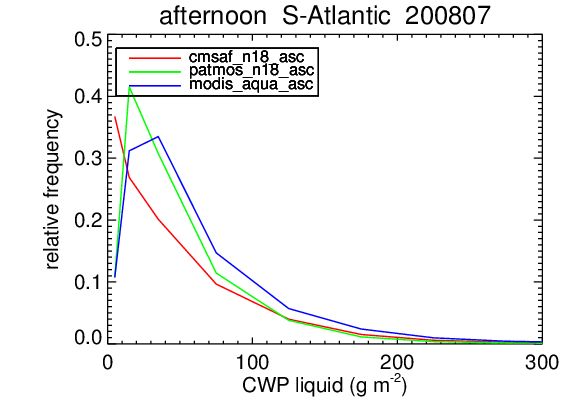 afternoon S-Atlantic 200807
0.5
cmsaf_n18_asc
patmos_n18_asc
modis_aqua_asc
0.4
0.3
relative frequency
0.2
0.1
0.0
0 100 200 300
CWP liquid (g m-2)